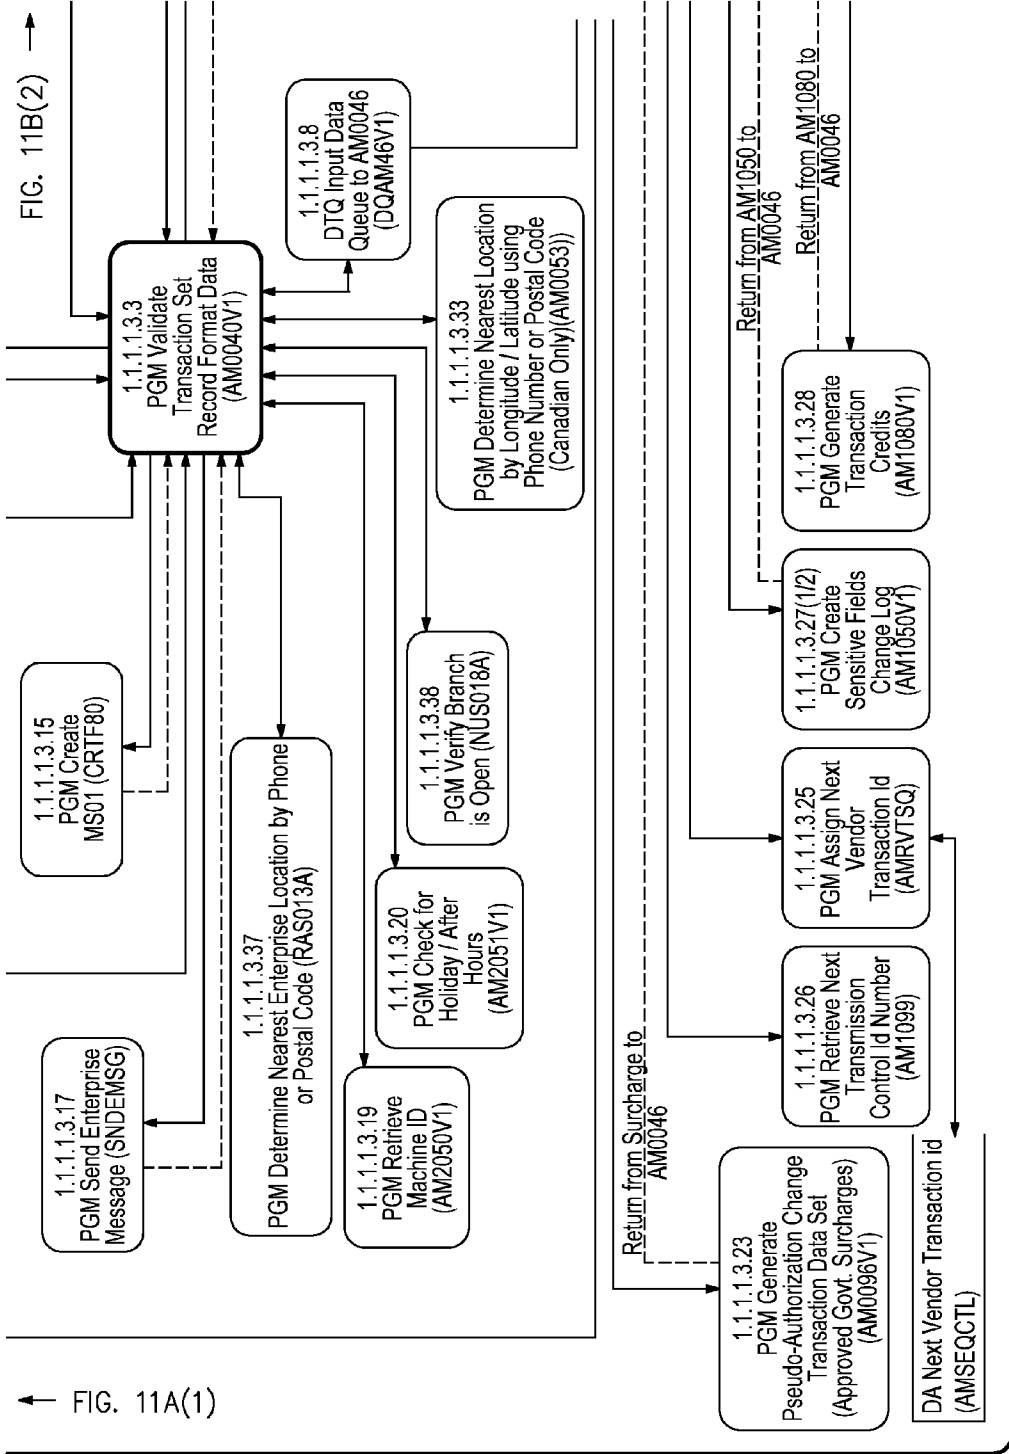 FIG. 11B(2)
FIG. 11A(1)
1.1.1.1.3.17
PGM Send Enterprise
Message (SNDEMSG)
1.1.1.1.3.15
PGM Create
MS01 (CRTF80)
1.1.1.1.3.3
PGM Validate
Transaction Set
Record Format Data
(AM0040V1)
1.1.1.1.3.8
DTQ Input Data
Queue to AM0046
(DQAM46V1)
1.1.1.1.3.37
PGM Determine Nearest Enterprise Location by Phone
or Postal Code (RAS013A)
1.1.1.1.3.19
PGM Retrieve
Machine ID
(AM2050V1)
1.1.1.1.3.20
PGM Check for
Holiday / After
Hours
(AM2051V1)
1.1.1.1.3.38
PGM Verify Branch
is Open (NUS018A)
1.1.1.1.3.33
PGM Determine Nearest Location
by Longitude / Latitude using
Phone Number or Postal Code
(Canadian Only)(AM0053))
Return from Surcharge to
AM0046
Return from AM1050 to
AM0046
Return from AM1080 to
AM0046
1.1.1.1.3.23
PGM Generate
Pseudo-Authorization Change
Transaction Data Set
(Approved Govt. Surcharges)
(AM0096V1)
1.1.1.1.3.26
PGM Retrieve Next
Transmission
Control Id Number
(AM1099)
1.1.1.1.3.25
PGM Assign Next
Vendor
Transaction Id
(AMRVTSQ)
1.1.1.1.3.27(1/2)
PGM Create
Sensitive Fields
Change Log
(AM1050V1)
1.1.1.1.3.28
PGM Generate
Transaction
Credits
(AM1080V1)
DA Next Vendor Transaction id
(AMSEQCTL)